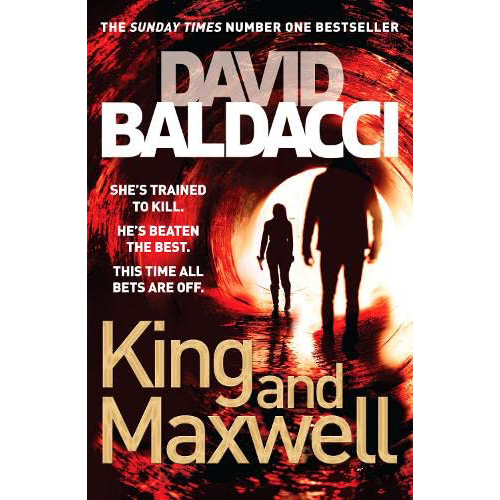 THE SUNDAY TIMES NUMBER ONE BESTSELLER
DAVID
BALDACCI
SHE'S TRAINED
TO KILL.
HE'S BEATEN
THE BEST.
THIS TIME ALL
BETS ARE OFF.
King
and
Maxwell